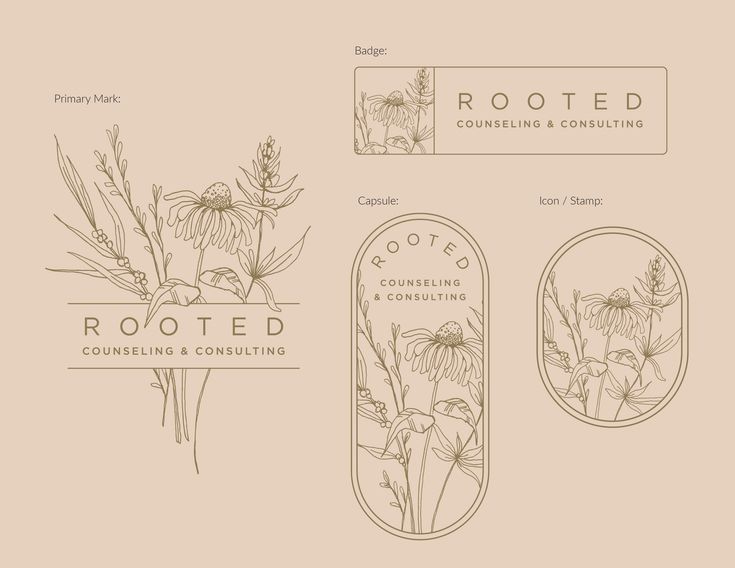 Primary Mark:
ROOTED
COUNSELING & CONSULTING
Badge:
ROOTED
COUNSELING & CONSULTING
Capsule:
ROOTED
COUNSELING
& CONSULTING
Icon / Stamp: